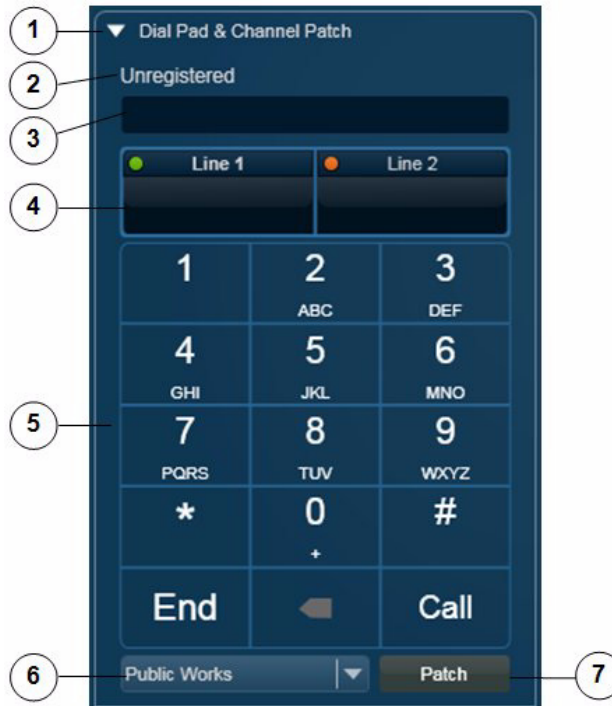 1 Dial Pad & Channel Patch
2 Unregistered
3
Line 1 Line 2
4
1 2 3
ABC DEF
4 5 6
GHI JKL MNO
5
7 8 9
PQRS TUV WXYZ
* 0 #
+
End Call
6 Public Works Patch 7